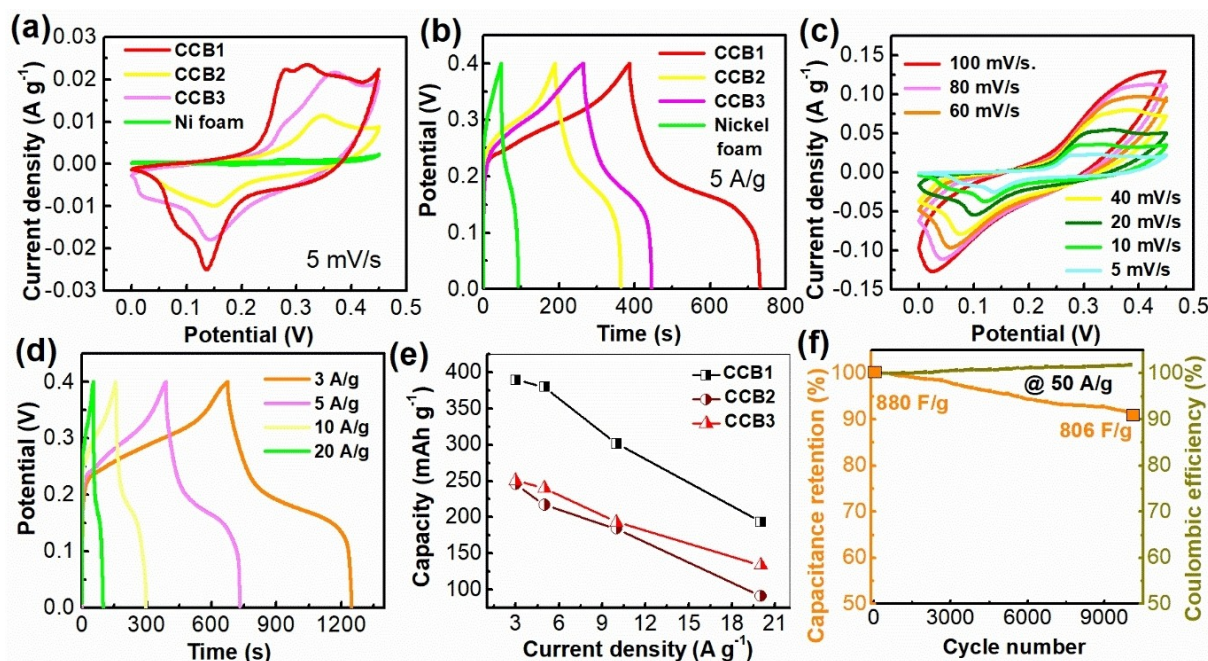 (a)
0.03
0.02
0.01
0.00
-0.01
-0.02
-0.03
Current density (A g⁻¹)
CCB1
CCB2
CCB3
Ni foam
5 mV/s
0.0 0.1 0.2 0.3 0.4 0.5
Potential (V)
(b)
0.4
0.3
0.2
0.1
0.0
Potential (V)
CCB1
CCB2
CCB3
Nickel
foam
5 A/g
0 200 400 600 800
Time (s)
(c)
0.15
0.10
0.05
0.00
-0.05
-0.10
-0.15
Current density (A g⁻¹)
100 mV/s.
80 mV/s
60 mV/s
40 mV/s
20 mV/s
10 mV/s
5 mV/s
0.0 0.1 0.2 0.3 0.4 0.5
Potential (V)
(d)
0.4
0.3
0.2
0.1
0.0
Potential (V)
3 A/g
5 A/g
10 A/g
20 A/g
0 300 600 900 1200
Time (s)
(e)
400
350
300
250
200
150
100
Capacity (mAh g⁻¹)
CCB1
CCB2
CCB3
3 6 9 12 15 18 21
Current density (A g⁻¹)
(f)
100
90
80
70
60
50
Capacitance retention (%)
880 F/g
@ 50 A/g
806 F/g
100
90
80
70
60
50
Coulombic efficiency (%)
0 3000 6000 9000
Cycle number